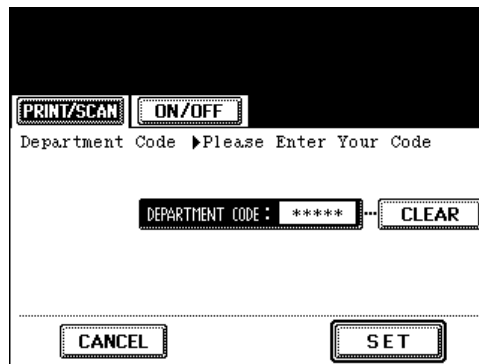 PRINT/SCAN ON/OFF
Department Code ▶Please Enter Your Code
DEPARTMENT CODE: ***** CLEAR
CANCEL SET